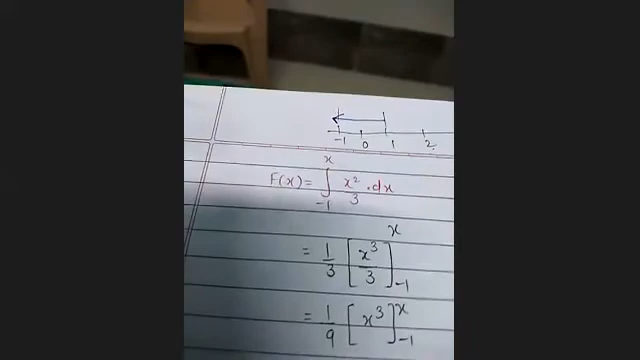 -1 0 1 2
F(x) = ∫_{-1}^{x} x²/3 . dx
= 1/3 [x³/3]_{-1}^{x}
= 1/9 [x³]_{-1}^{x}